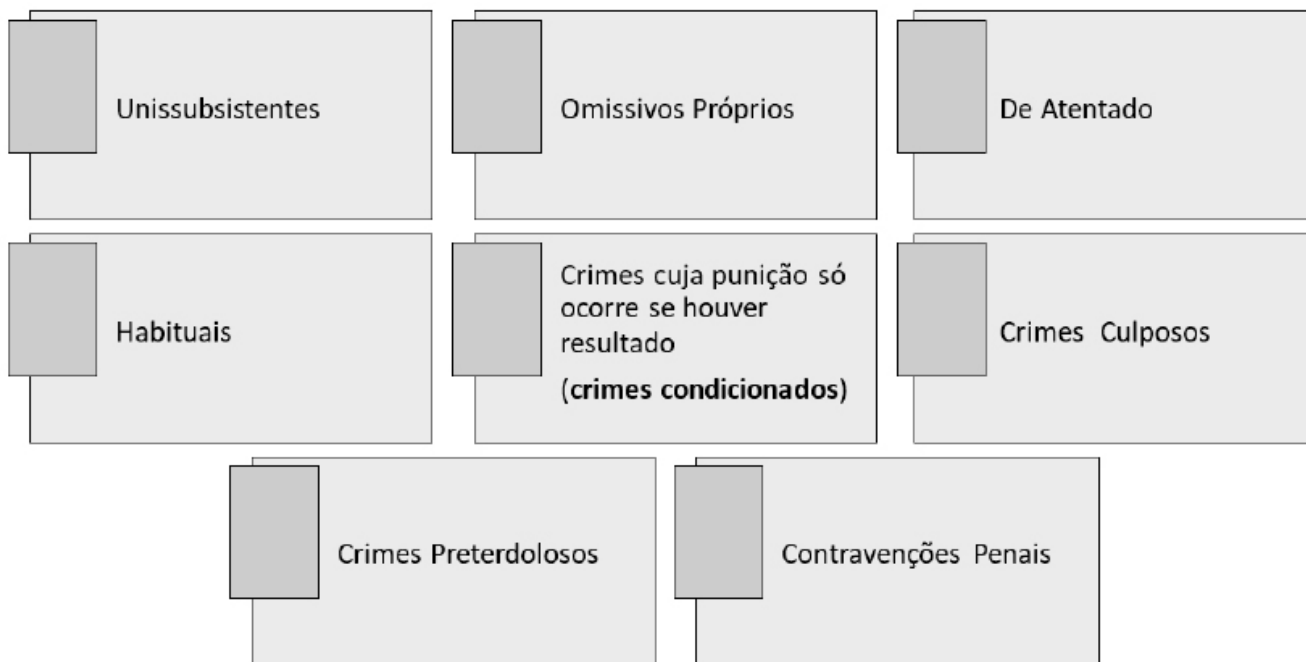 Unissubsistentes
Omissivos Próprios
De Atentado
Habituais
Crimes cuja punição só
ocorre se houver
resultado
(crimes condicionados)
Crimes Culposos
Crimes Preterdolosos
Contravenções Penais